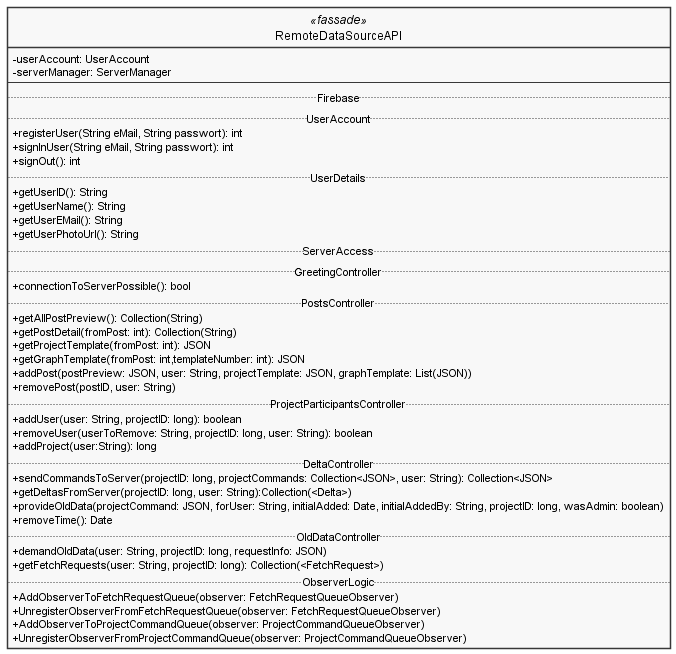 «fassade»
RemoteDataSourceAPI
-userAccount: UserAccount
-serverManager: ServerManager
Firebase
UserAccount
+registerUser(String eMail, String passwort): int
+signInUser(String eMail, String passwort): int
+signOut(): int
UserDetails
+getUserID(): String
+getUserName(): String
+getUserEMail(): String
+getUserPhotoUrl(): String
ServerAccess
GreetingController
+connectionToServerPossible(): bool
PostsController
+getAllPostPreview(): Collection(String)
+getPostDetail(fromPost: int): Collection(String)
+getProjectTemplate(fromPost: int): JSON
+getGraphTemplate(fromPost: int,templateNumber: int): JSON
+addPost(postPreview: JSON, user: String, projectTemplate: JSON, graphTemplate: List(JSON))
+removePost(postID, user: String)
ProjectParticipantsController
+addUser(user: String, projectID: long): boolean
+removeUser(userToRemove: String, projectID: long, user: String): boolean
+addProject(user:String): long
DeltaController
+sendCommandsToServer(projectID: long, projectCommands: Collection<JSON>, user: String): Collection<JSON>
+getDeltasFromServer(projectID: long, user: String):Collection(<Delta>)
+provideOldData(projectCommand: JSON, forUser: String, initialAdded: Date, initialAddedBy: String, projectID: long, wasAdmin: boolean)
+removeTime(): Date
OldDataController
+demandOldData(user: String, projectID: long, requestInfo: JSON)
+getFetchRequests(user: String, projectID: long): Collection(<FetchRequest>)
ObserverLogic
+AddObserverToFetchRequestQueue(observer: FetchRequestQueueObserver)
+UnregisterObserverFromFetchRequestQueue(observer: FetchRequestQueueObserver)
+AddObserverToProjectCommandQueue(observer: ProjectCommandQueueObserver)
+UnregisterObserverFromProjectCommandQueue(observer: ProjectCommandQueueObserver)